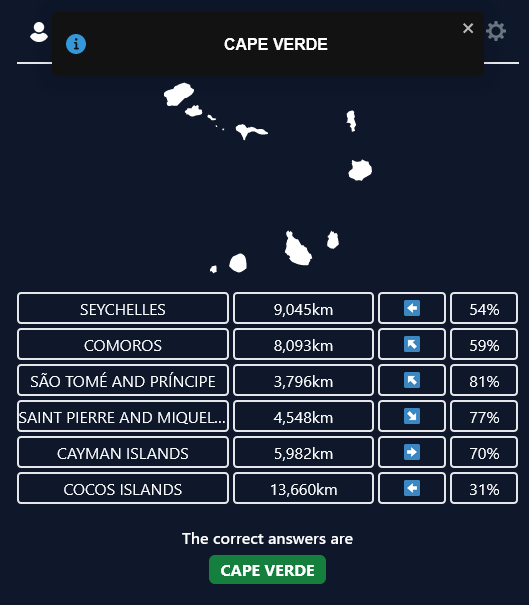 CAPE VERDE
SEYCHELLES 9,045km 54%
COMOROS 8,093km 59%
SÃO TOMÉ AND PRÍNCIPE 3,796km 81%
SAINT PIERRE AND MIQUEL... 4,548km 77%
CAYMAN ISLANDS 5,982km 70%
COCOS ISLANDS 13,660km 31%
The correct answers are
CAPE VERDE